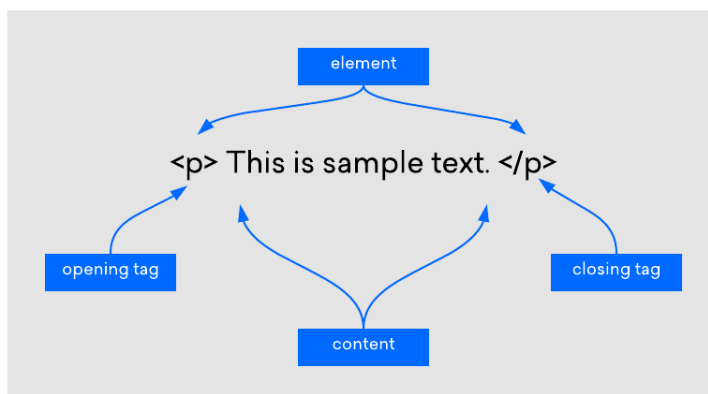 element
<p> This is sample text. </p>
opening tag
closing tag
content